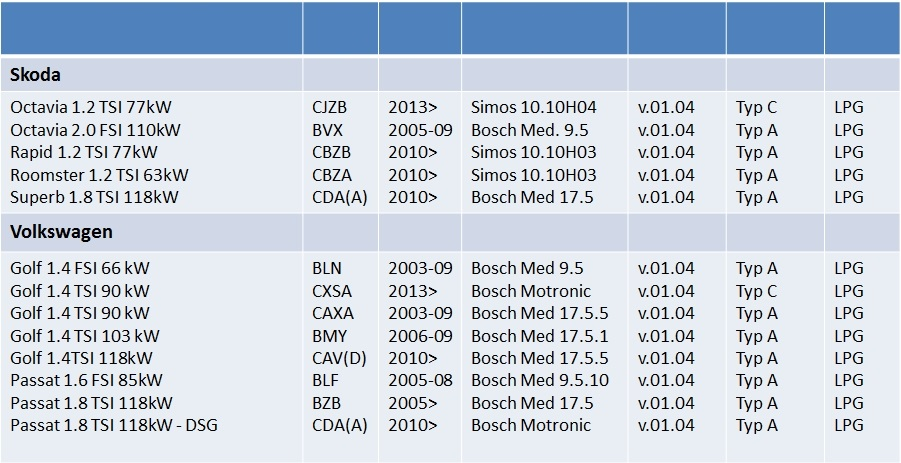 Skoda
Octavia 1.2 TSI 77kW CJZB 2013> Simos 10.10H04 v.01.04 Typ C LPG
Octavia 2.0 FSI 110kW BVX 2005-09 Bosch Med. 9.5 v.01.04 Typ A LPG
Rapid 1.2 TSI 77kW CBZB 2010> Simos 10.10H03 v.01.04 Typ A LPG
Roomster 1.2 TSI 63kW CBZA 2010> Simos 10.10H03 v.01.04 Typ A LPG
Superb 1.8 TSI 118kW CDA(A) 2010> Bosch Med 17.5 v.01.04 Typ A LPG
Volkswagen
Golf 1.4 FSI 66 kW BLN 2003-09 Bosch Med 9.5 v.01.04 Typ A LPG
Golf 1.4 TSI 90 kW CXSA 2013> Bosch Motronic v.01.04 Typ C LPG
Golf 1.4 TSI 90 kW CAXA 2003-09 Bosch Med 17.5.5 v.01.04 Typ A LPG
Golf 1.4 TSI 103 kW BMY 2006-09 Bosch Med 17.5.1 v.01.04 Typ A LPG
Golf 1.4TSI 118kW CAV(D) 2010> Bosch Med 17.5.5 v.01.04 Typ A LPG
Passat 1.6 FSI 85kW BLF 2005-08 Bosch Med 9.5.10 v.01.04 Typ A LPG
Passat 1.8 TSI 118kW BZB 2005> Bosch Med 17.5 v.01.04 Typ A LPG
Passat 1.8 TSI 118kW - DSG CDA(A) 2010> Bosch Motronic v.01.04 Typ A LPG